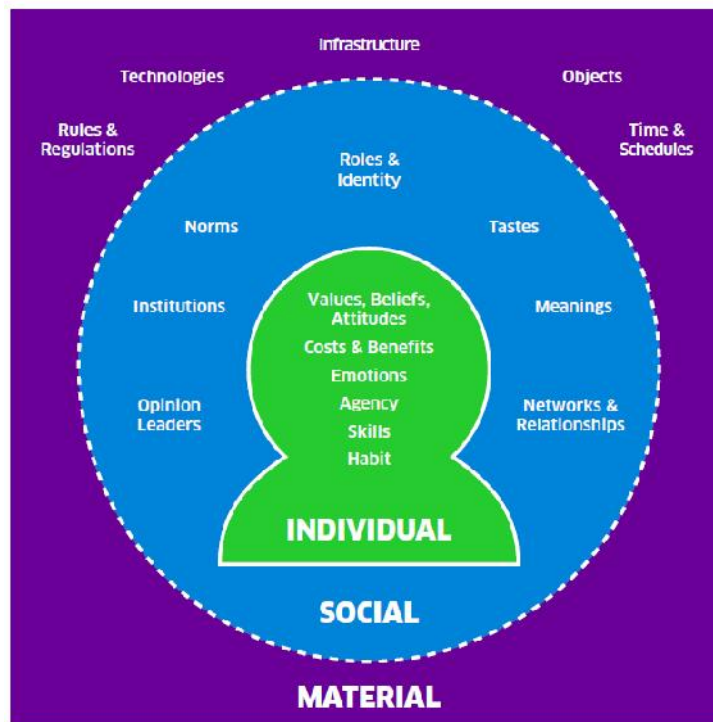 Infrastructure
Technologies
Objects
Rules &
Regulations
Time &
Schedules
Roles &
Identity
Norms
Tastes
Institutions
Meanings
Opinion
Leaders
Networks &
Relationships
Values, Beliefs,
Attitudes
Costs & Benefits
Emotions
Agency
Skills
Habit
INDIVIDUAL
SOCIAL
MATERIAL